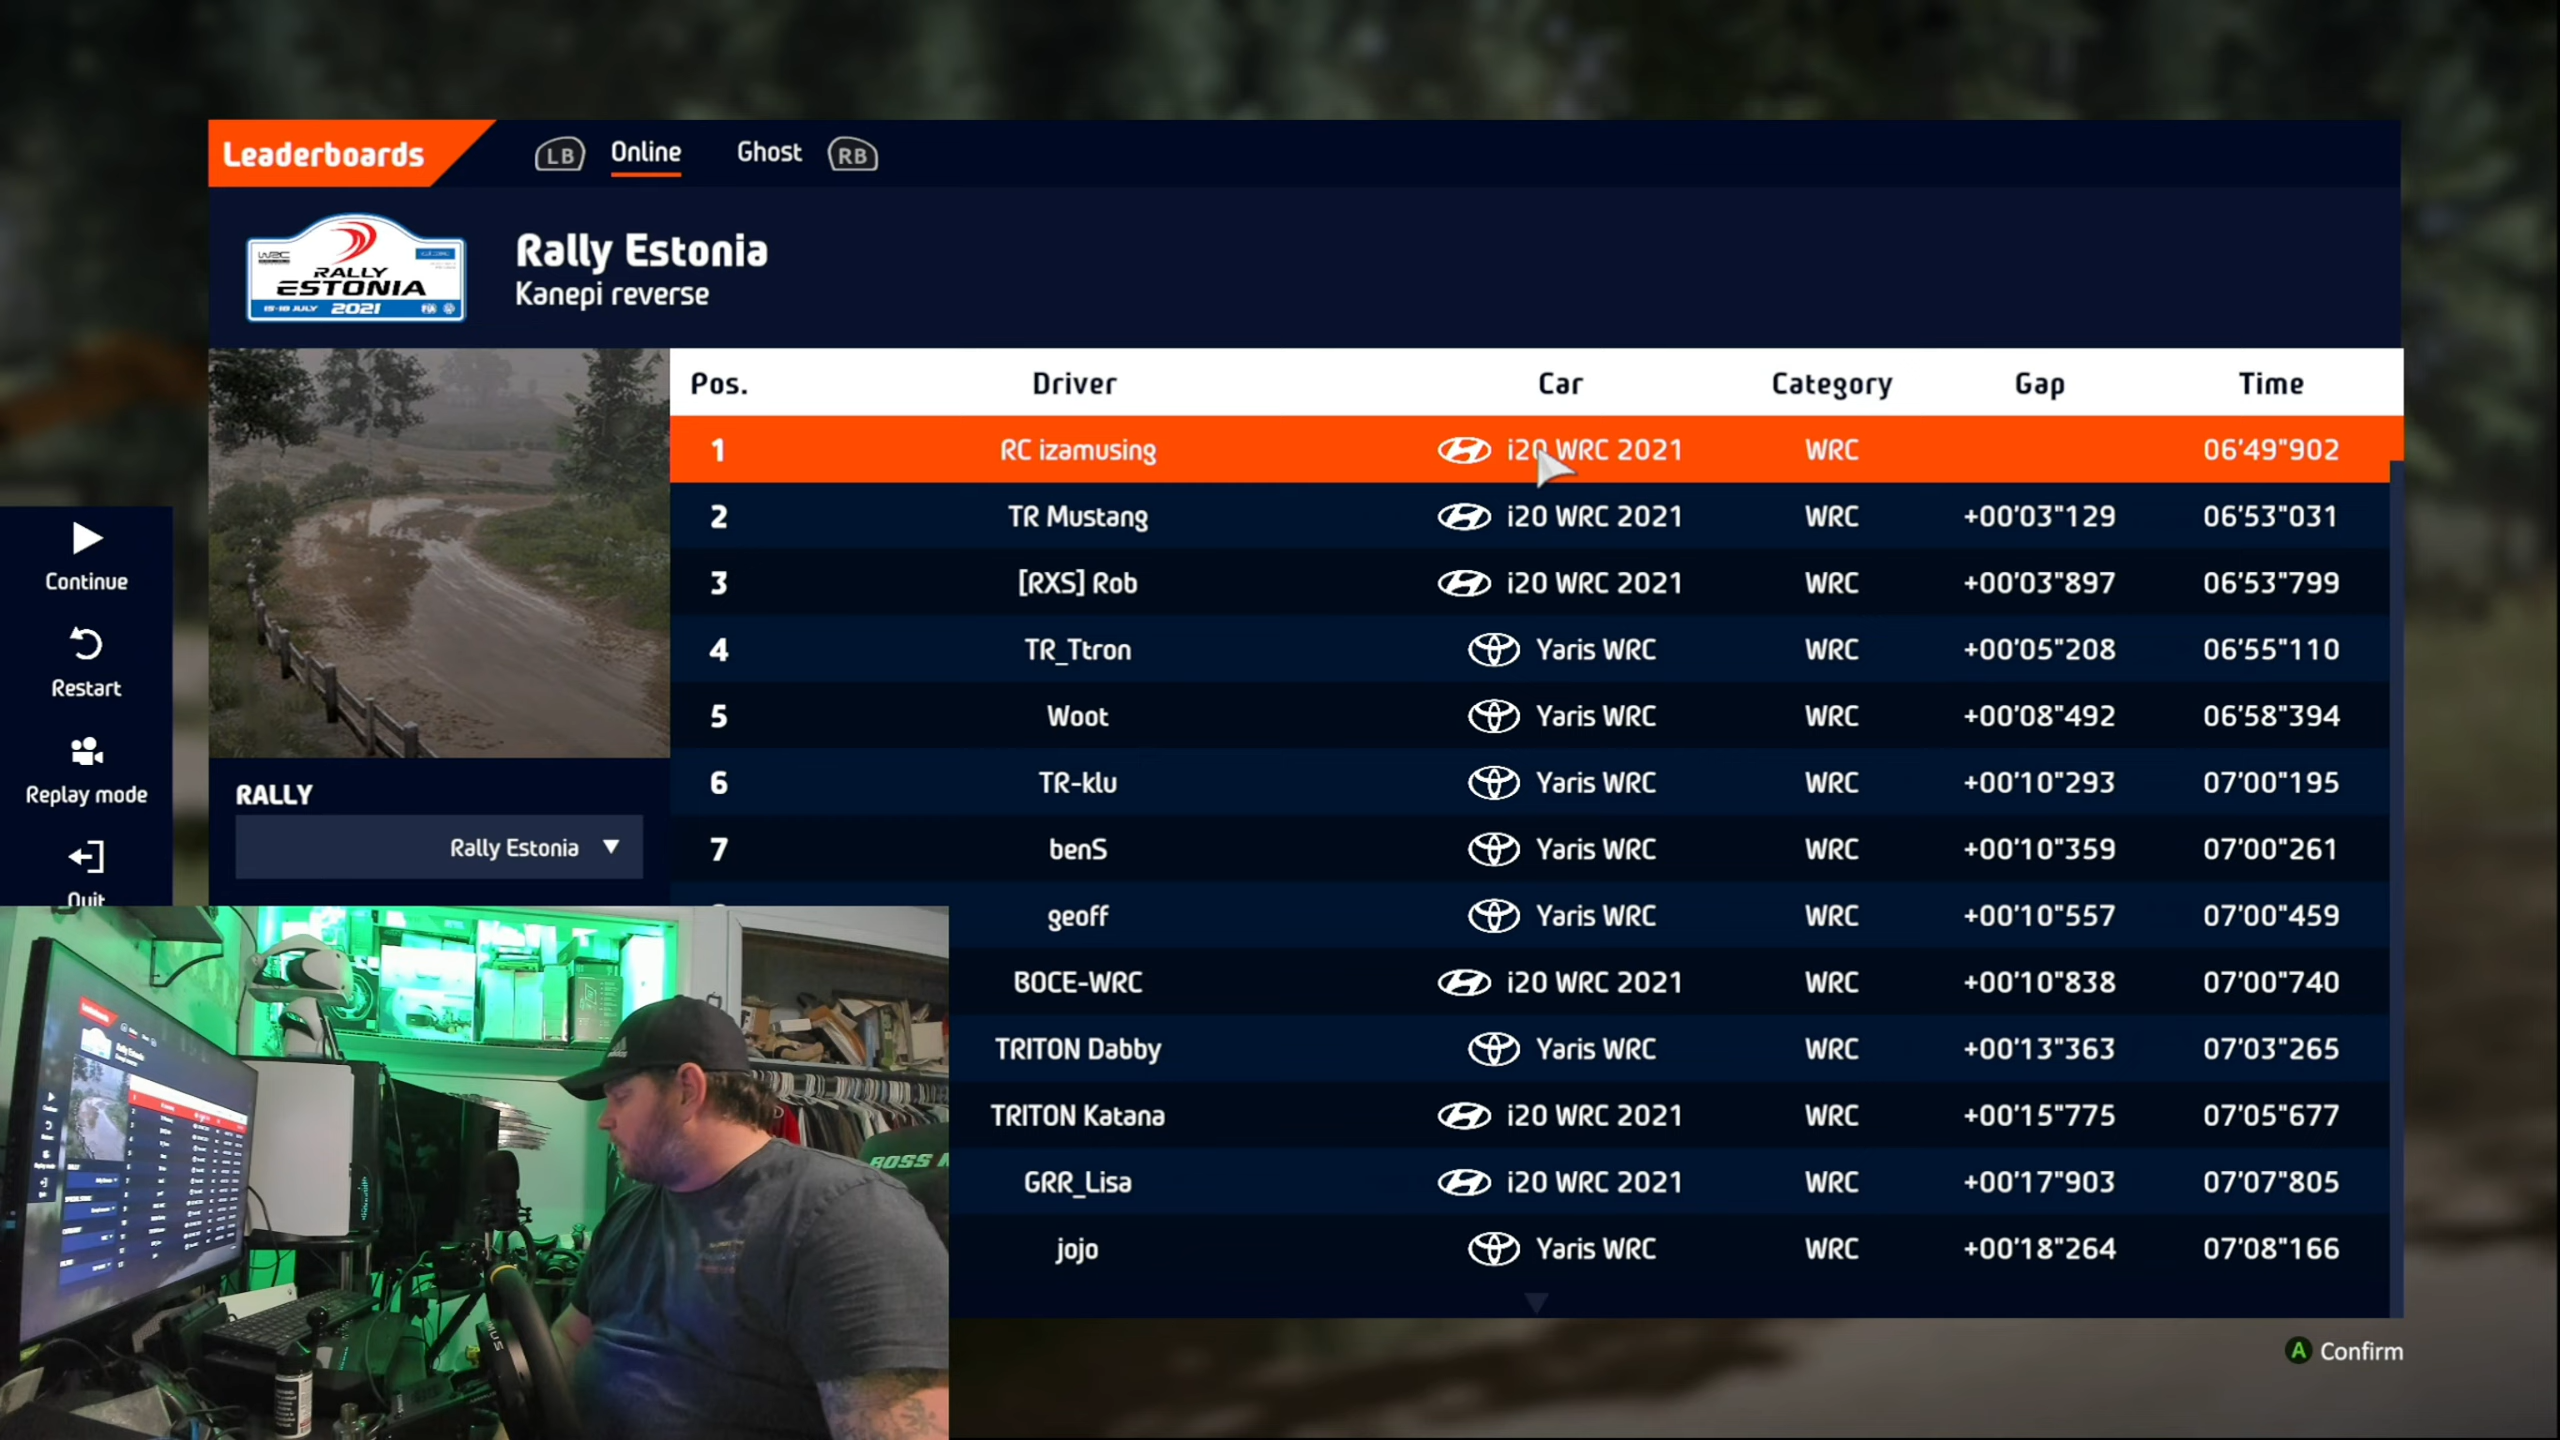 Leaderboards
LB Online Ghost RB
WRC
RALLY
ESTONIA
15-18 JULY 2021 FIA
Rally Estonia
Kanepi reverse
Pos. Driver Car Category Gap Time
1 RC izamusing i20 WRC 2021 WRC 06'49"902
2 TR Mustang i20 WRC 2021 WRC +00'03"129 06'53"031
3 [RXS] Rob i20 WRC 2021 WRC +00'03"897 06'53"799
4 TR_Ttron Yaris WRC WRC +00'05"208 06'55"110
5 Woot Yaris WRC WRC +00'08"492 06'58"394
6 TR-klu Yaris WRC WRC +00'10"293 07'00"195
7 benS Yaris WRC WRC +00'10"359 07'00"261
geoff Yaris WRC WRC +00'10"557 07'00"459
BOCE-WRC i20 WRC 2021 WRC +00'10"838 07'00"740
TRITON Dabby Yaris WRC WRC +00'13"363 07'03"265
TRITON Katana i20 WRC 2021 WRC +00'15"775 07'05"677
GRR_Lisa i20 WRC 2021 WRC +00'17"903 07'07"805
jojo Yaris WRC WRC +00'18"264 07'08"166
Continue
Restart
Replay mode
Quit
RALLY
Rally Estonia
BOSS
A Confirm